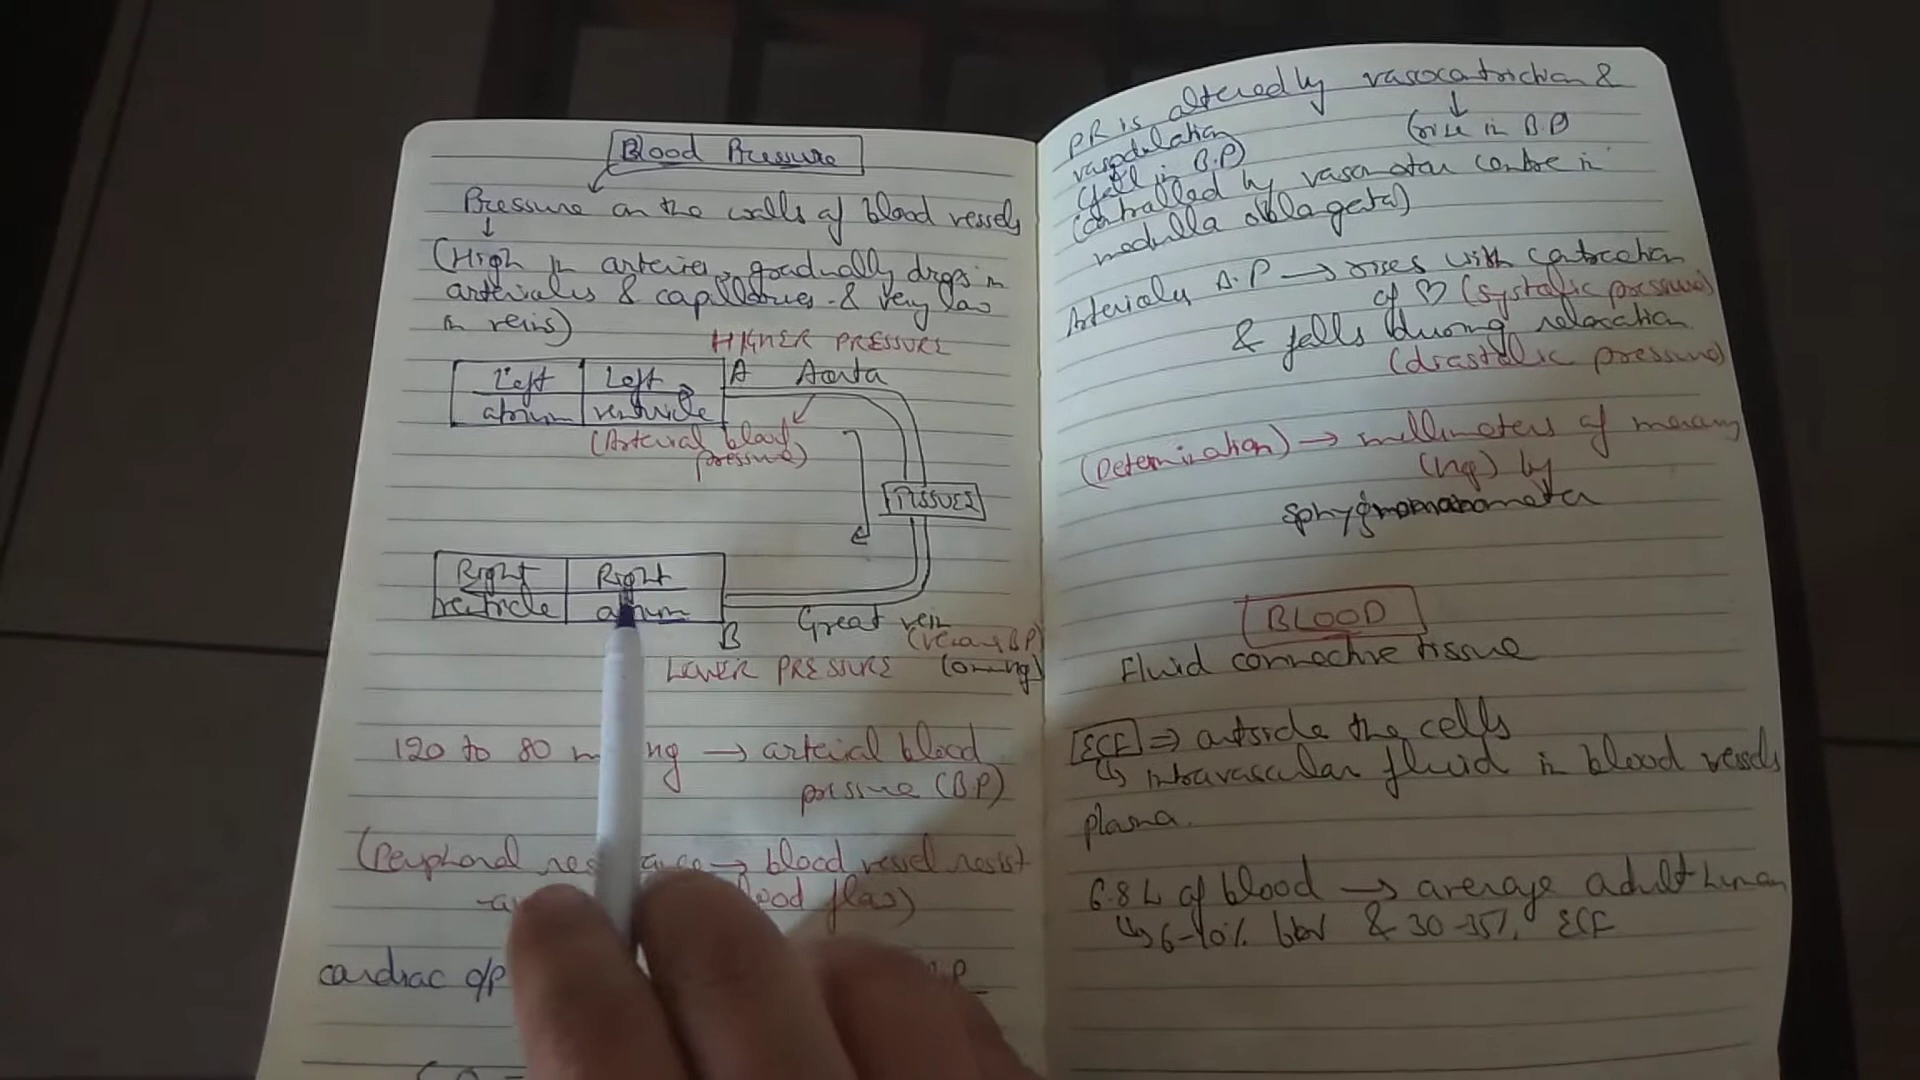 Blood Pressure
Pressure on the walls of blood vessels
(High in arteries, gradually drops in
arterioles & capillaries & very low
in veins)
HIGHER PRESSURE
Left Left A Aorta
atrium ventricle
(Arterial blood
pressure)
TISSUES
Right Right
ventricle atrium
B Great vein
(venous BP)
LOWER PRESSURE (0 mmHg)
120 to 80 m Hg → arterial blood
pressure (B.P)
(Peripheral → blood vessel resist
flow)
cardiac o/p
PR is altered by vasoconstriction &
↓
vasodilation (rise in B.P)
(fall in B.P)
(controlled by vasomotor centre in
medulla oblongata)
Arterial B.P → rises with contraction
of ♡ (systolic pressure)
& falls during relaxation
(diastolic pressure)
(Determination) → millimeters of mercury
(Hg) by
sphygmomanometer
BLOOD
Fluid connective tissue
ECF ⇒ outside the cells
↳ intravascular fluid in blood vessels
plasma.
6.8 L of blood → average adult human
↳ 6-10% & 30-35% ECF